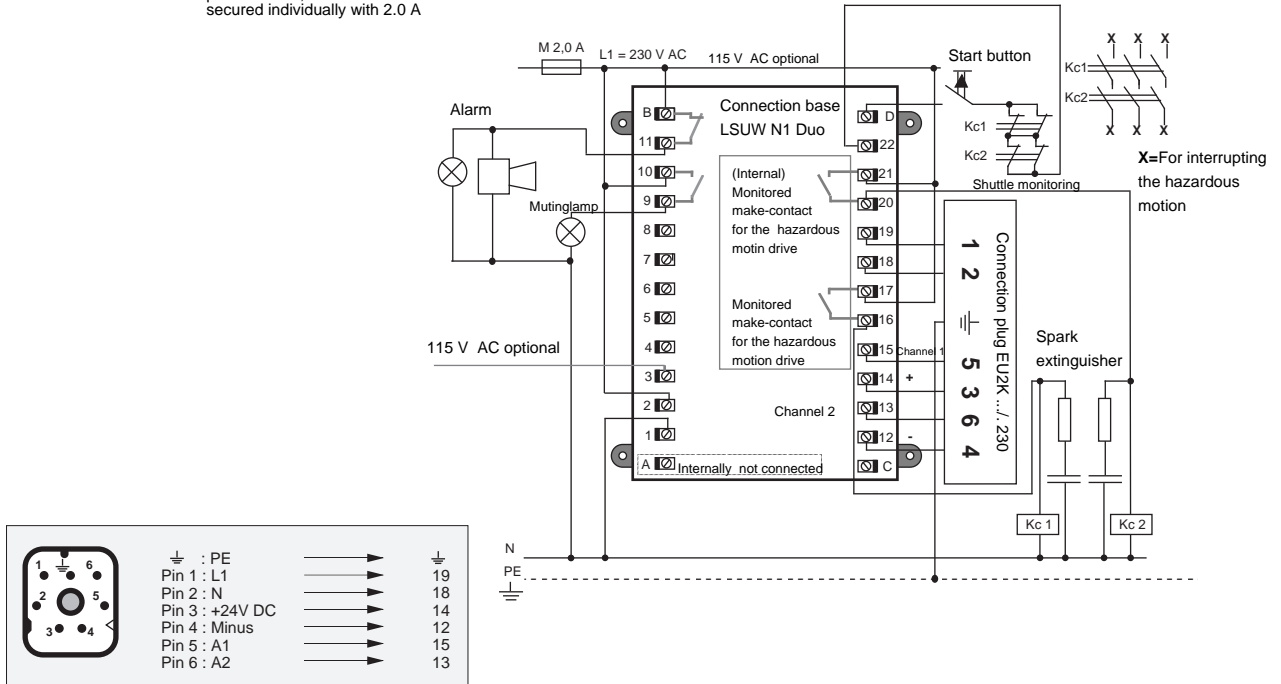 secured individually with 2.0 A
M 2,0 A
L1 = 230 V AC
115 V AC optional
Start button
Kc1
Kc2
X X X
X X X
X=For interrupting
the hazardous
motion
Alarm
Mutinglamp
115 V AC optional
Connection base
LSUW N1 Duo
B
11
10
9
8
7
6
5
4
3
2
1
A
Internally not connected
(Internal)
Monitored
make-contact
for the hazardous
motin drive
Monitored
make-contact
for the hazardous
motion drive
Channel 2
D
22
21
20
19
18
17
16
15
Channel 1
14 +
13
12 -
C
Kc1
Kc2
Shuttle monitoring
Connection plug EU2K .../. 230
1
2
5
3
6
4
Spark
extinguisher
Kc 1
Kc 2
N
PE
1 6
2 5
3 4
: PE
Pin 1 : L1 19
Pin 2 : N 18
Pin 3 : +24V DC 14
Pin 4 : Minus 12
Pin 5 : A1 15
Pin 6 : A2 13